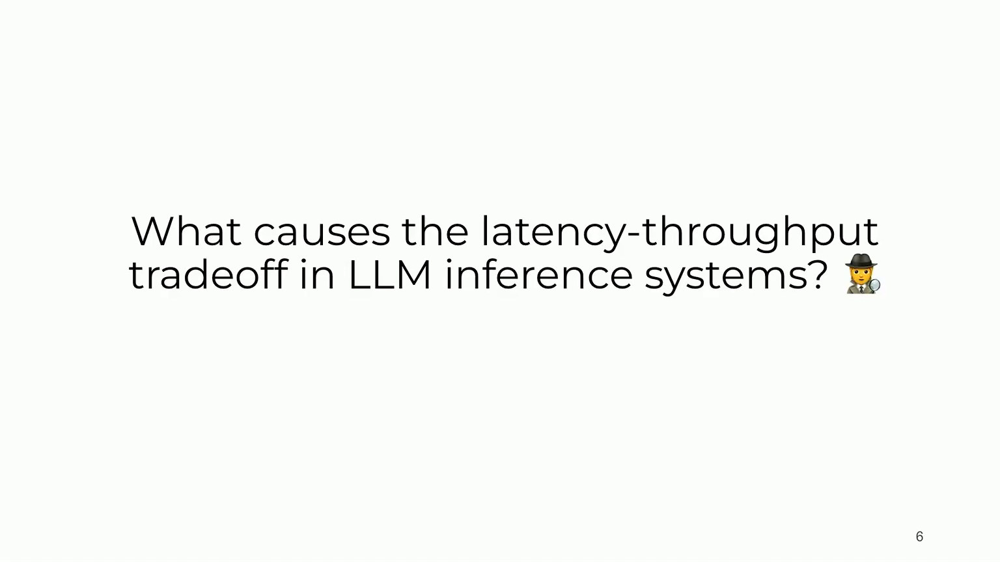 What causes the latency-throughput
tradeoff in LLM inference systems? 🕵️
6